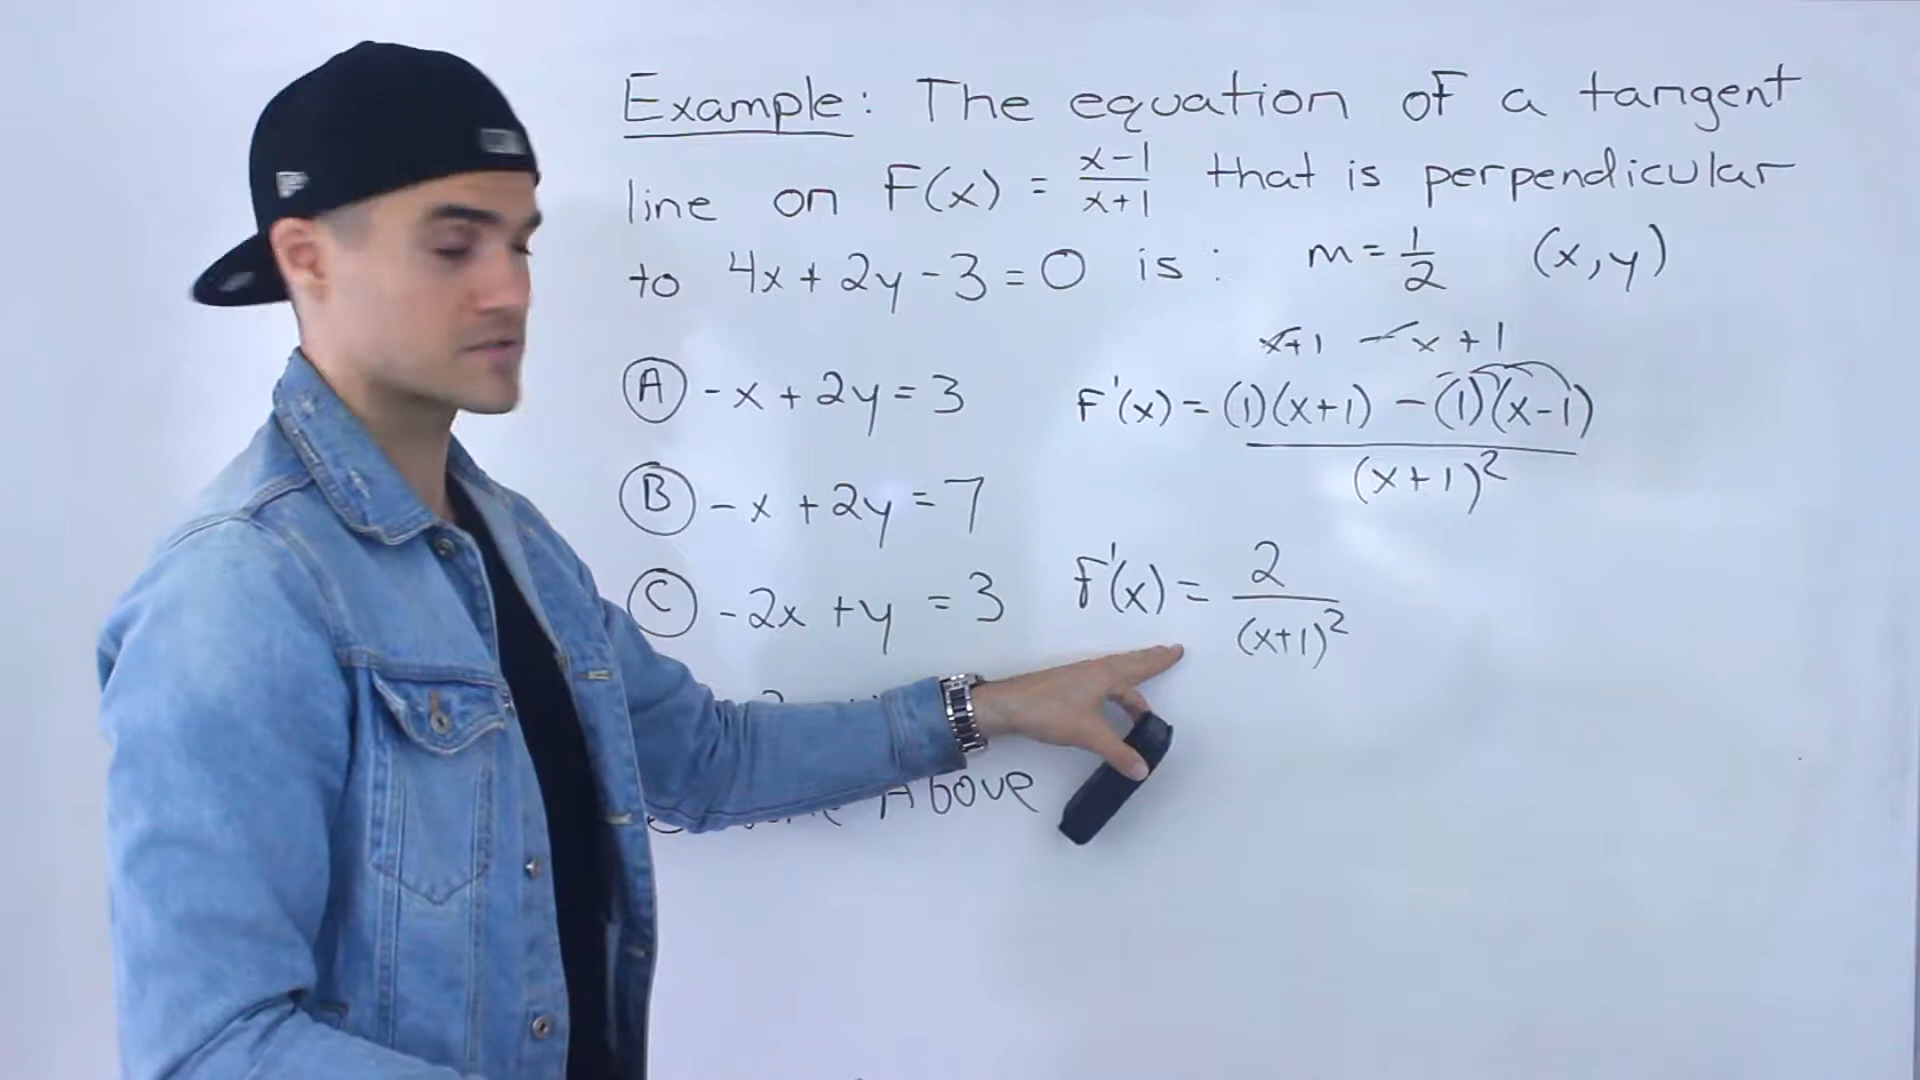 Example: The equation of a tangent
line on F(x) = x-1/x+1 that is perpendicular
to 4x + 2y - 3 = 0 is : m = 1/2 (x,y)
x+1 - x + 1
A -x + 2y = 3 F'(x) = (1)(x+1) - (1)(x-1)
(x+1)²
B -x + 2y = 7
F'(x) = 2/(x+1)²
C -2x + y = 3
Above